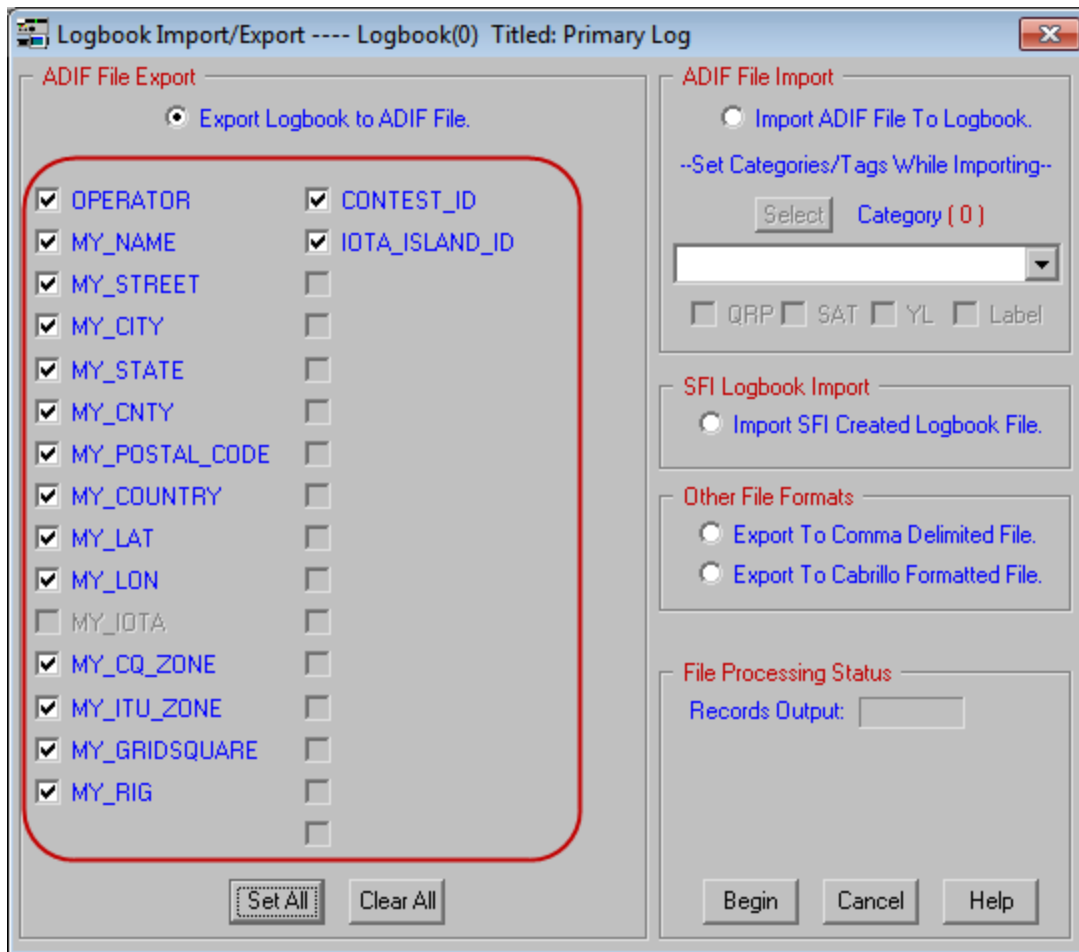 Logbook Import/Export ---- Logbook(0)  Titled: Primary Log
ADIF File Export
Export Logbook to ADIF File.
OPERATOR
MY_NAME
MY_STREET
MY_CITY
MY_STATE
MY_CNTY
MY_POSTAL_CODE
MY_COUNTRY
MY_LAT
MY_LON
MY_IOTA
MY_CQ_ZONE
MY_ITU_ZONE
MY_GRIDSQUARE
MY_RIG
CONTEST_ID
IOTA_ISLAND_ID
Set All
Clear All
ADIF File Import
Import ADIF File To Logbook.
--Set Categories/Tags While Importing--
Select Category ( 0 )
QRP SAT YL Label
SFI Logbook Import
Import SFI Created Logbook File.
Other File Formats
Export To Comma Delimited File.
Export To Cabrillo Formatted File.
File Processing Status
Records Output:
Begin Cancel Help